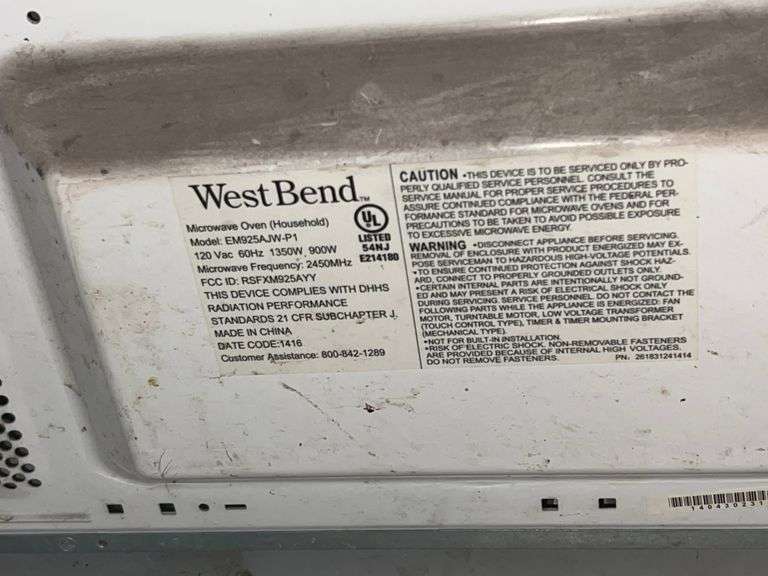 West Bend™
Microwave Oven (Household)
Model: EM925AJW-P1
120 Vac 60Hz 1350W, 900W
Microwave Frequency: 2450MHz
FCC ID: RSFXM925AYY
THIS DEVICE COMPLIES WITH DHHS
RADIATION PERFORMANCE
STANDARDS 21 CFR SUBCHAPTER J.
MADE IN CHINA
DATE CODE:1416
Customer Assistance: 800-842-1289
UL
LISTED
54NJ
E214180
CAUTION •THIS DEVICE IS TO BE SERVICED ONLY BY PRO-
PERLY QUALIFIED SERVICE PERSONNEL. CONSULT THE
SERVICE MANUAL FOR PROPER SERVICE PROCEDURES TO
ASSURE CONTINUED COMPLIANCE WITH THE FEDERAL PER-
FORMANCE STANDARD FOR MICROWAVE OVENS AND FOR
PRECAUTIONS TO BE TAKEN TO AVOID POSSIBLE EXPOSURE
TO EXCESSIVE MICROWAVE ENERGY.
WARNING •DISCONNECT APPLIANCE BEFORE SERVICING.
REMOVAL OF ENCLOSURE WITH PRODUCT ENERGIZED MAY EX-
POSE SERVICEMAN TO HAZARDOUS HIGH-VOLTAGE POTENTIALS.
•TO ENSURE CONTINUED PROTECTION AGAINST SHOCK HAZ-
ARD, CONNECT TO PROPERLY GROUNDED OUTLETS ONLY.
•CERTAIN INTERNAL PARTS ARE INTENTIONALLY NOT GROUND-
ED AND MAY PRESENT A RISK OF ELECTRICAL SHOCK ONLY
DURING SERVICING. SERVICE PERSONNEL DO NOT CONTACT THE
FOLLOWING PARTS WHILE THE APPLIANCE IS ENERGIZED: FAN
MOTOR, TURNTABLE MOTOR, LOW VOLTAGE TRANSFORMER
(TOUCH CONTROL TYPE), TIMER & TIMER MOUNTING BRACKET
(MECHANICAL TYPE).
•NOT FOR BUILT-IN INSTALLATION.
•RISK OF ELECTRIC SHOCK. NON-REMOVABLE FASTENERS
ARE PROVIDED BECAUSE OF INTERNAL HIGH VOLTAGES.
DO NOT REMOVE FASTENERS.
PN: 261831241414
140430231